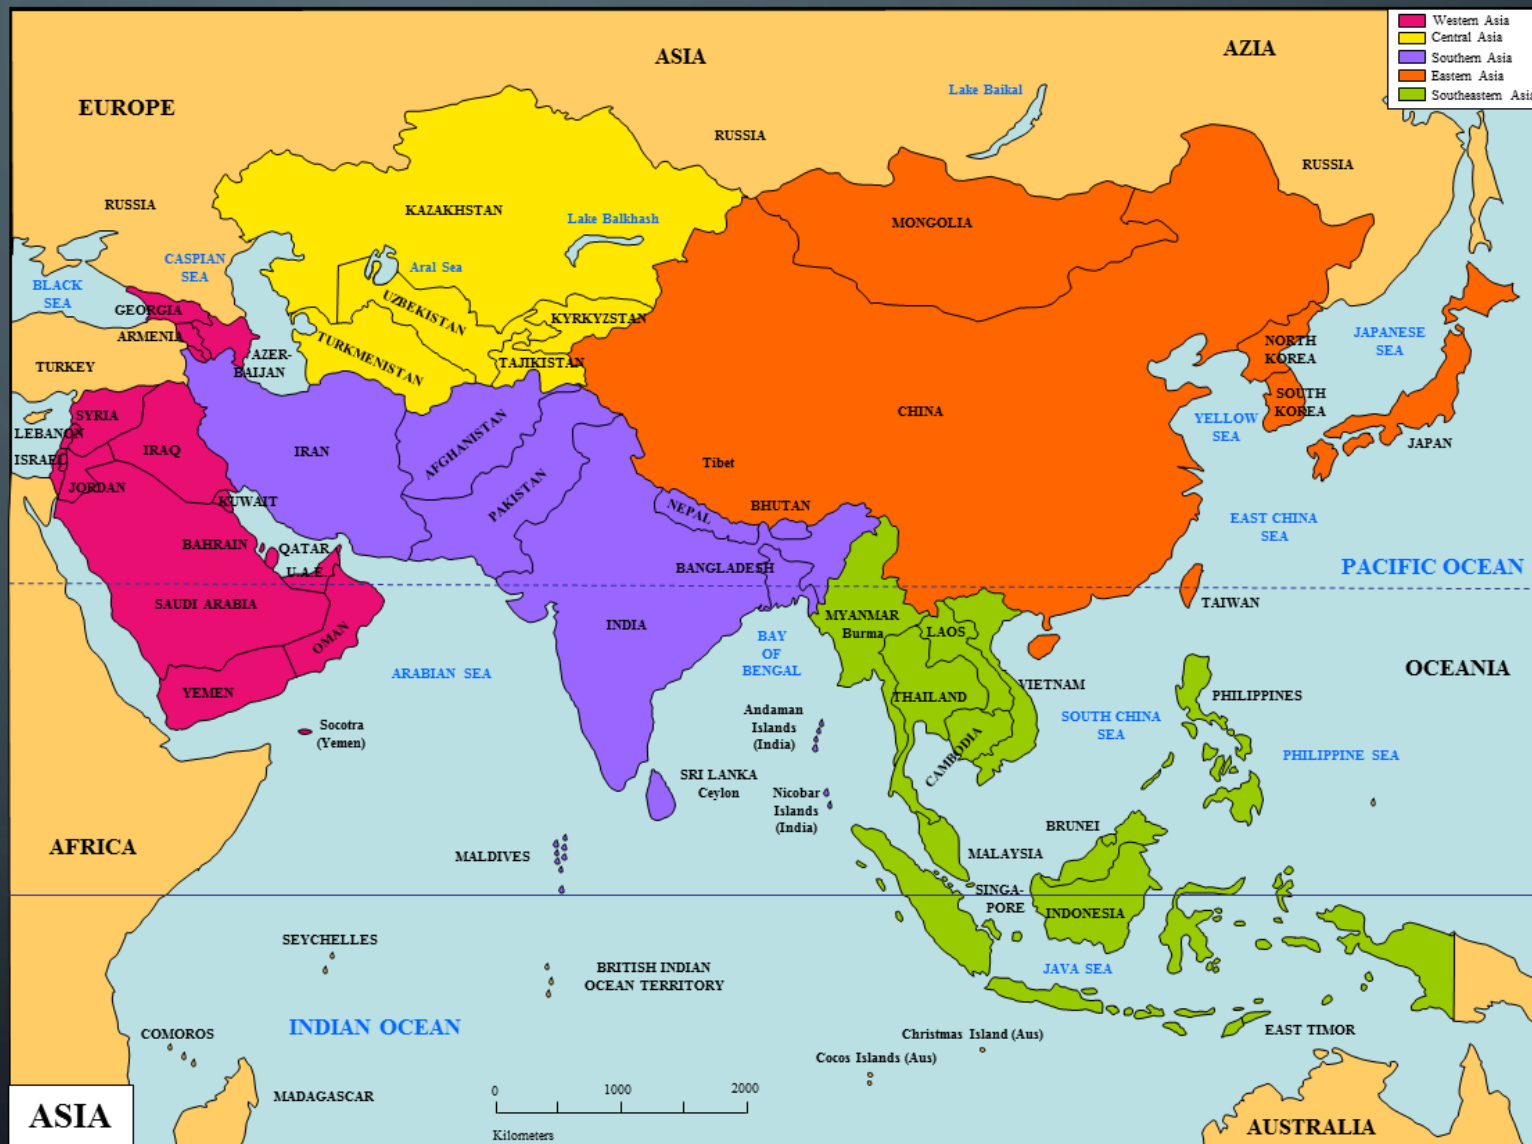 Western Asia
Central Asia
Southern Asia
Eastern Asia
Southeastern Asia
ASIA
AZIA
EUROPE
Lake Baikal
RUSSIA
RUSSIA
RUSSIA
KAZAKHSTAN
Lake Balkhash
MONGOLIA
CASPIAN
SEA
Aral Sea
BLACK
SEA
GEORGIA
UZBEKISTAN
KYRKYZSTAN
ARMENIA
AZER-
BAIJAN
TURKMENISTAN
TAJIKISTAN
NORTH
KOREA
JAPANESE
SEA
TURKEY
SOUTH
KOREA
SYRIA
CHINA
YELLOW
SEA
JAPAN
LEBANON
ISRAEL
IRAQ
IRAN
AFGHANISTAN
Tibet
JORDAN
KUWAIT
PAKISTAN
NEPAL
BHUTAN
EAST CHINA
SEA
BAHRAIN
QATAR
U.A.E
BANGLADESH
PACIFIC OCEAN
SAUDI ARABIA
OMAN
INDIA
MYANMAR
Burma
LAOS
TAIWAN
BAY
OF
BENGAL
ARABIAN SEA
OCEANIA
YEMEN
THAILAND
VIETNAM
PHILIPPINES
Socotra
(Yemen)
Andaman
Islands
(India)
SOUTH CHINA
SEA
CAMBODIA
PHILIPPINE SEA
SRI LANKA
Ceylon
Nicobar
Islands
(India)
AFRICA
MALDIVES
BRUNEI
MALAYSIA
SINGA-
PORE
INDONESIA
SEYCHELLES
BRITISH INDIAN
OCEAN TERRITORY
JAVA SEA
INDIAN OCEAN
COMOROS
Christmas Island (Aus)
EAST TIMOR
Cocos Islands (Aus)
MADAGASCAR
0 1000 2000
Kilometers
ASIA
AUSTRALIA